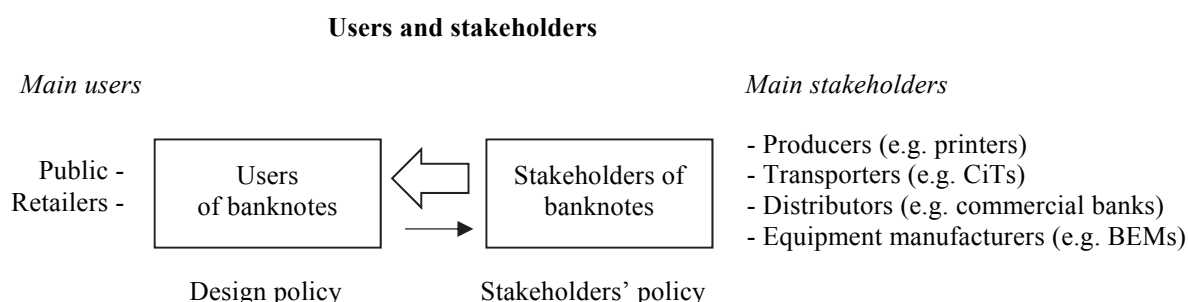 Users and stakeholders
Main users
Main stakeholders
Public -
Retailers -
Users
of banknotes
Stakeholders of
banknotes
- Producers (e.g. printers)
- Transporters (e.g. CiTs)
- Distributors (e.g. commercial banks)
- Equipment manufacturers (e.g. BEMs)
Design policy
Stakeholders’ policy